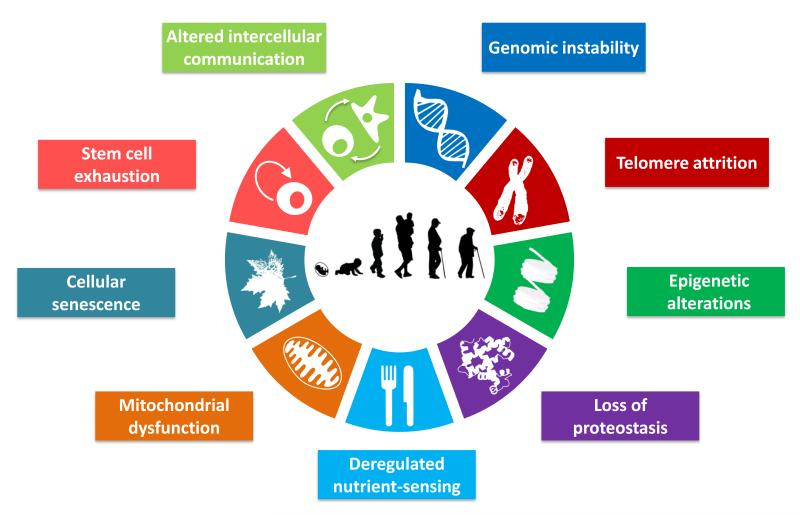 Altered intercellular
communication
Genomic instability
Stem cell
exhaustion
Telomere attrition
Cellular
senescence
Epigenetic
alterations
Mitochondrial
dysfunction
Loss of
proteostasis
Deregulated
nutrient-sensing